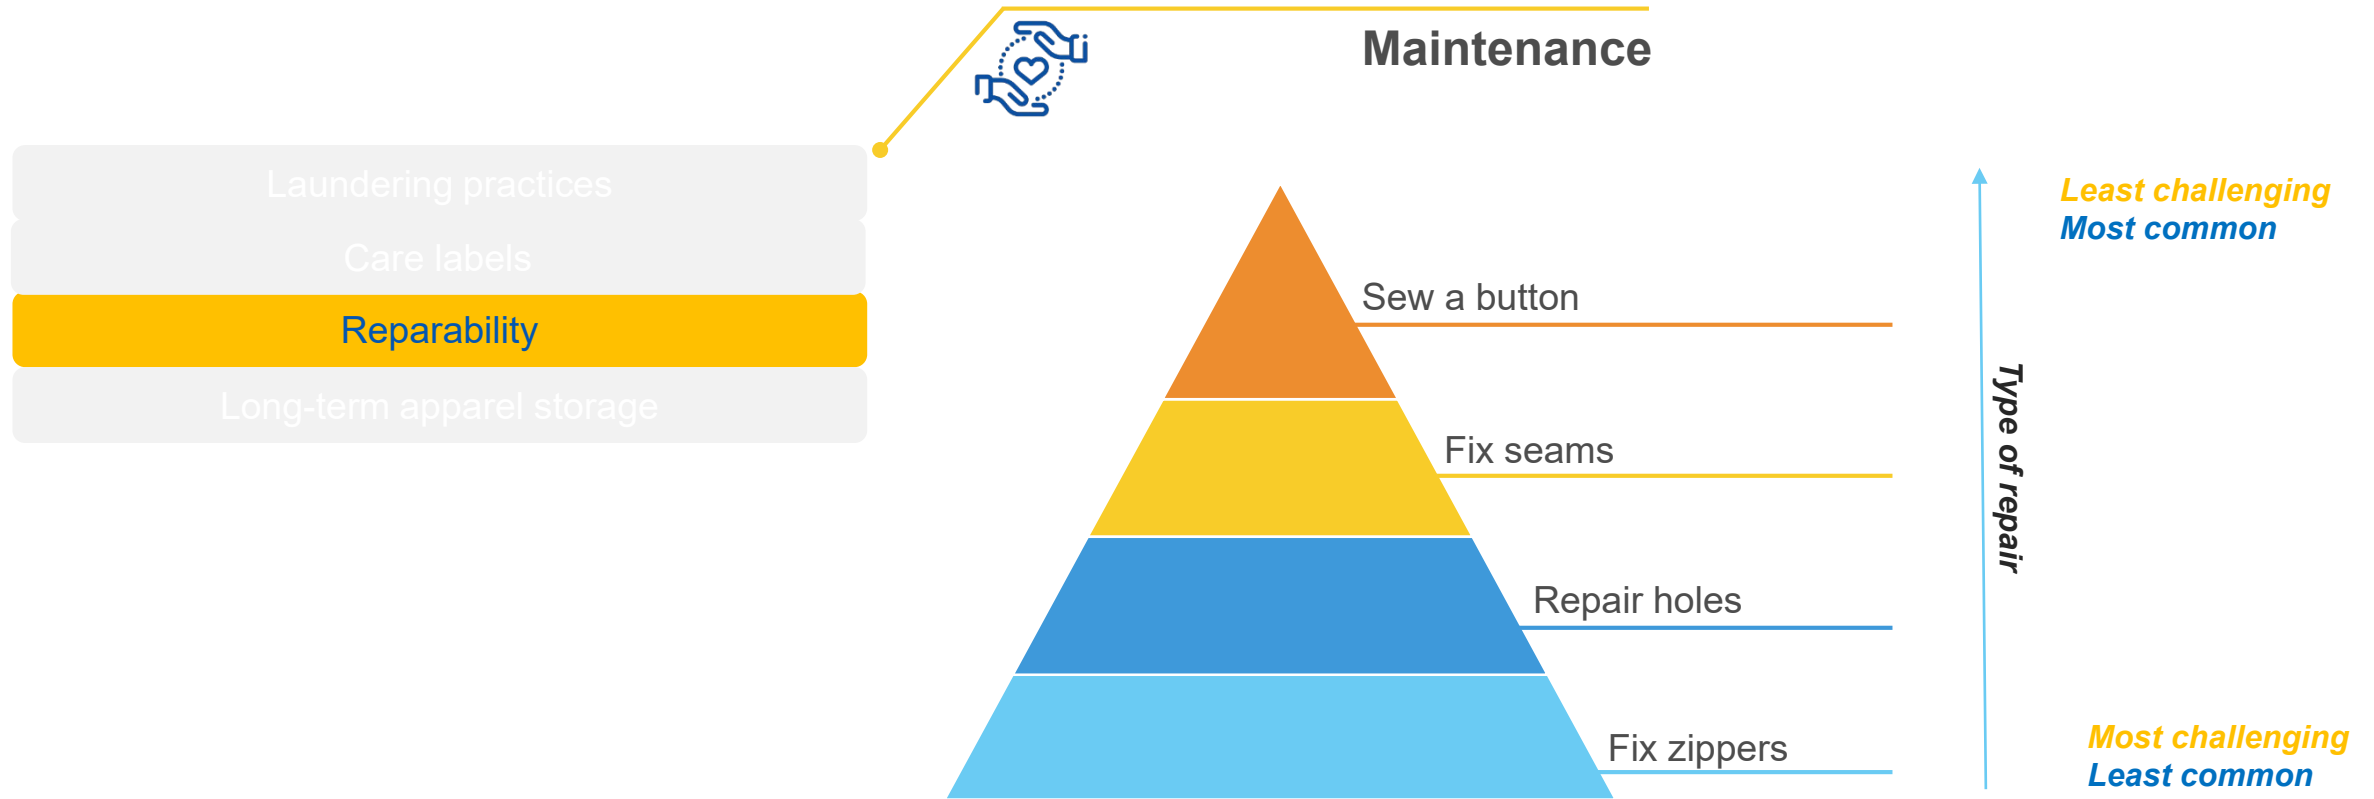 Maintenance
Laundering practices
Care labels
Reparability
Long-term apparel storage
Sew a button
Fix seams
Repair holes
Fix zippers
Type of repair
Least challenging
Most common
Most challenging
Least common